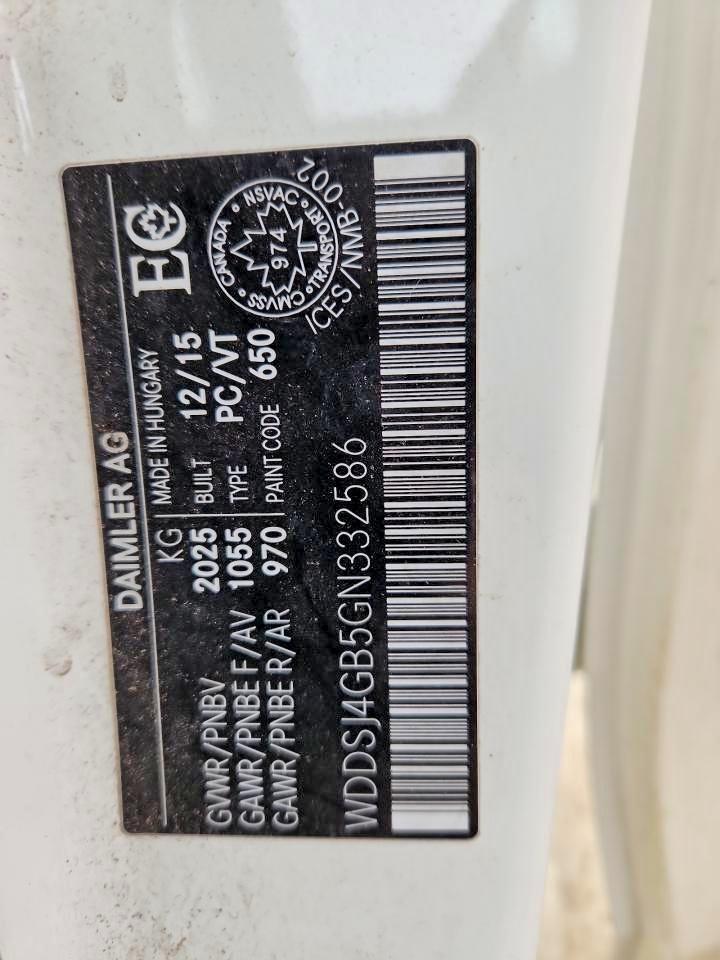 DAIMLER AG
KG
MADE IN HUNGARY
GVWR/PNBV 2025 BUILT 12/15
GAWR/PNBE F/AV 1055 TYPE PC/VT
GAWR/PNBE R/AR 970 PAINT CODE 650
EC
CANADA • NSVAC • TRANSPORT • CMVSS
974
ICES/NMB-002
WDDSJ4GB5GN332586